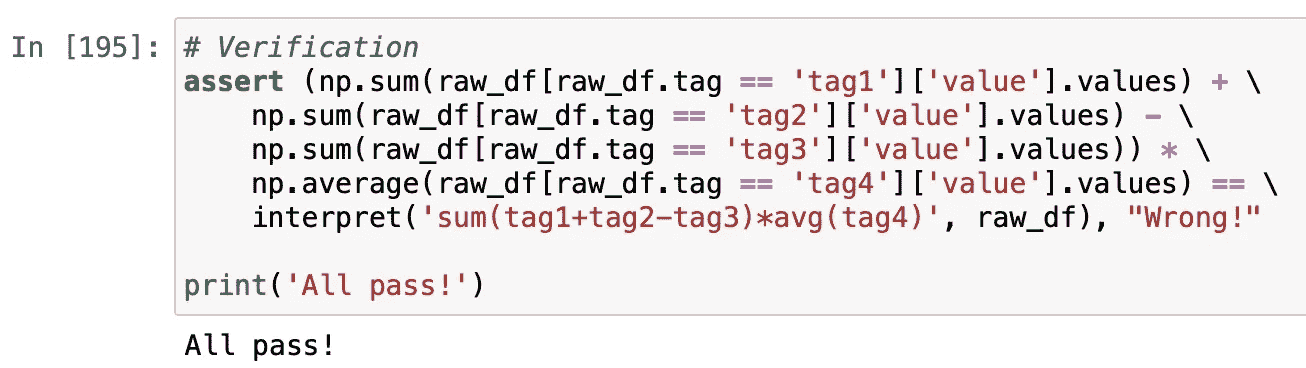 In [195]: # Verification
assert (np.sum(raw_df[raw_df.tag == 'tag1']['value'].values) + \
    np.sum(raw_df[raw_df.tag == 'tag2']['value'].values) - \
    np.sum(raw_df[raw_df.tag == 'tag3']['value'].values)) * \
    np.average(raw_df[raw_df.tag == 'tag4']['value'].values) == \
    interpret('sum(tag1+tag2-tag3)*avg(tag4)', raw_df), "Wrong!"
print('All pass!')
All pass!